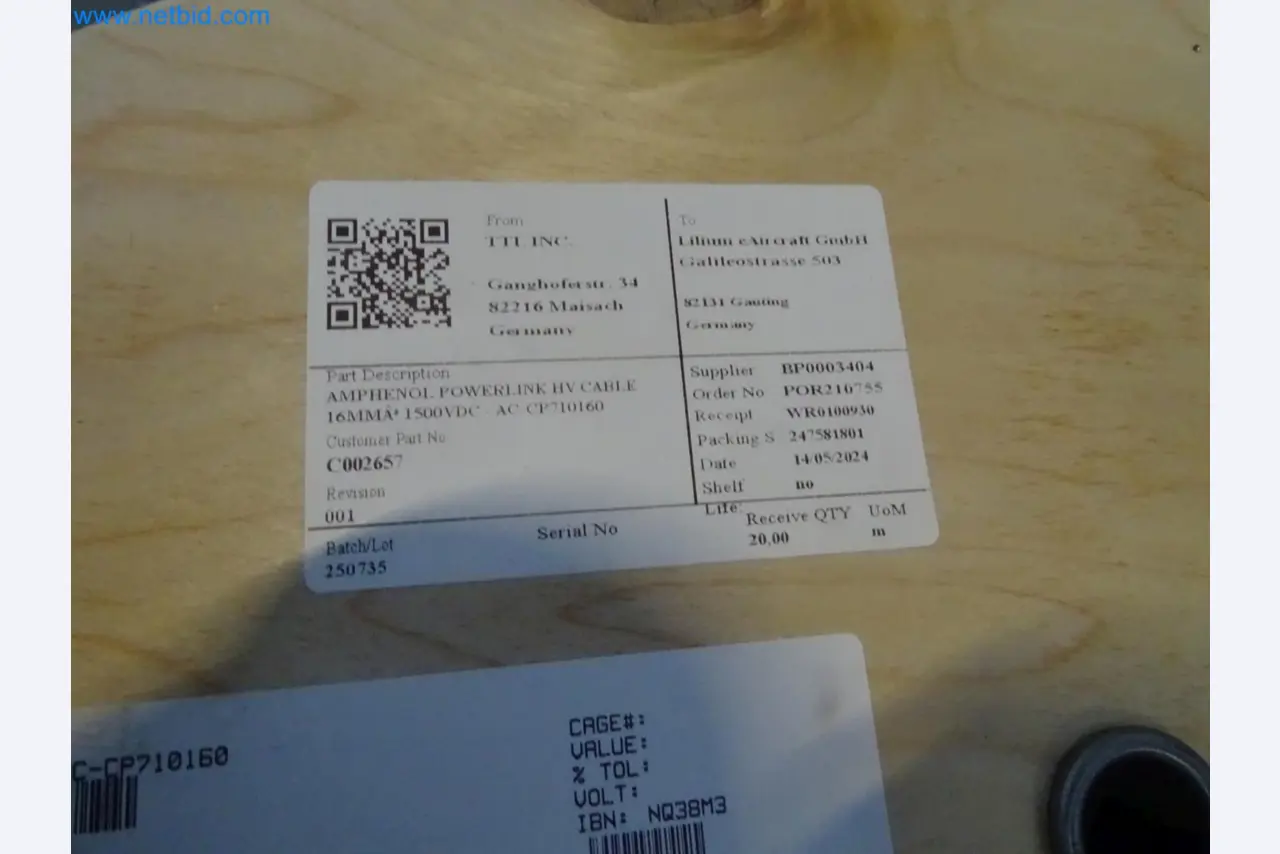 www.netbid.com
From
TTI, INC.
Ganghoferstr. 34
82216 Maisach
Germany
To
Lilium eAircraft GmbH
Galileostrasse 503
82131 Gauting
Germany
Part Description
AMPHENOL POWERLINK HV CABLE
16MMÂ² 1500VDC - AC-CP710160
Customer Part No
C002657
Revision
001
Supplier BP0003404
Order No POR210755
Receipt WR0100930
Packing S 247581801
Date 14/05/2024
Shelf no
Life:
Batch/Lot
250735
Serial No
Receive QTY UoM
20,00 m
C-CP710160
CAGE#:
VALUE:
% TOL:
VOLT:
IBN: NQ38M3